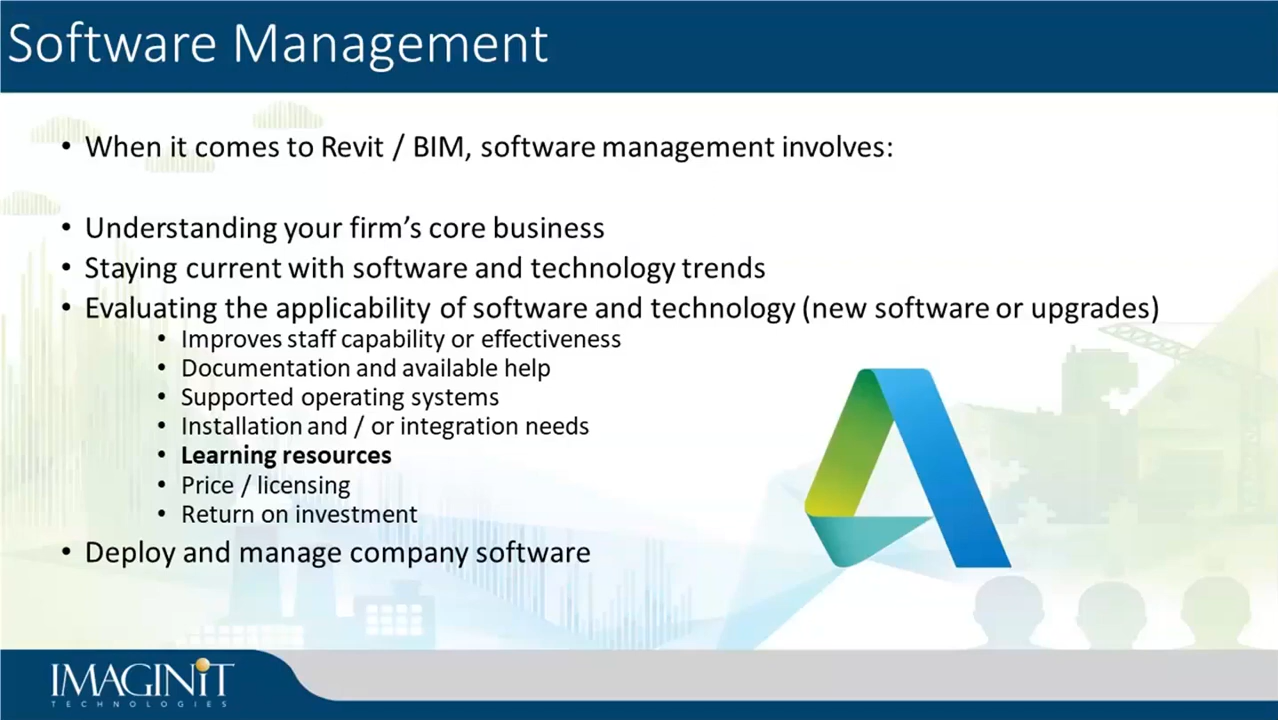 Software Management
• When it comes to Revit / BIM, software management involves:
• Understanding your firm’s core business
• Staying current with software and technology trends
• Evaluating the applicability of software and technology (new software or upgrades)
• Improves staff capability or effectiveness
• Documentation and available help
• Supported operating systems
• Installation and / or integration needs
• Learning resources
• Price / licensing
• Return on investment
• Deploy and manage company software
IMAGINiT
TECHNOLOGIES